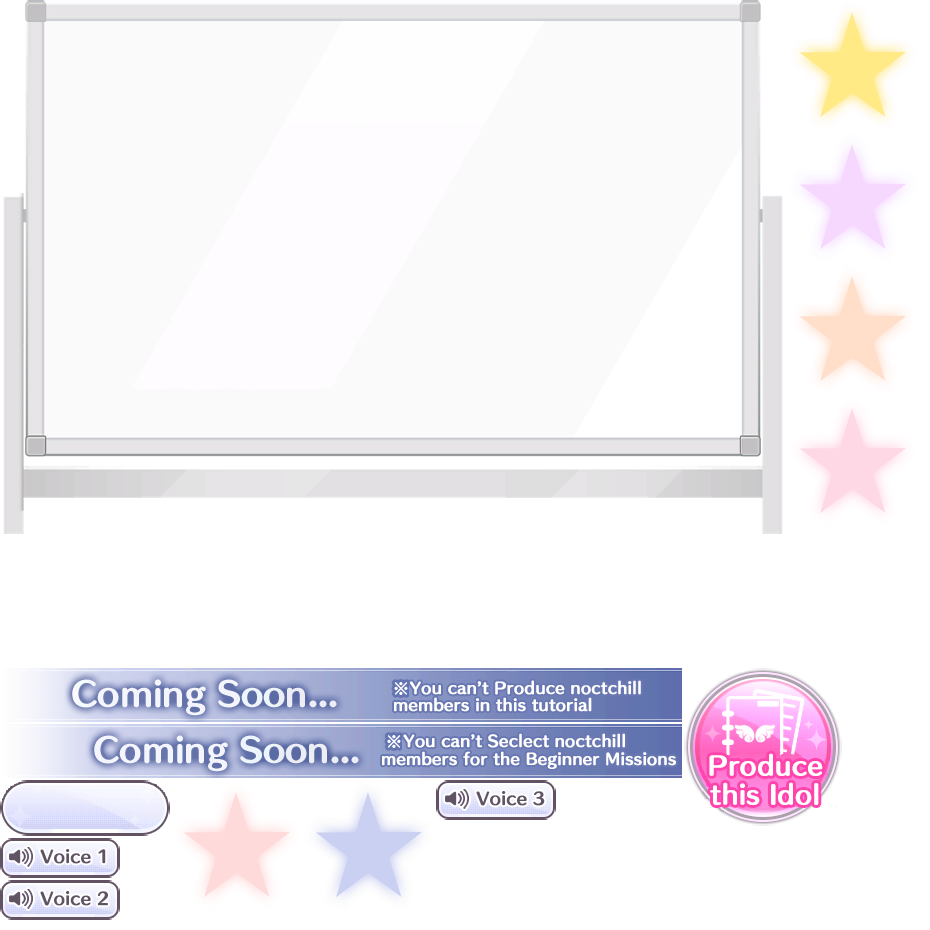 Coming Soon...
※You can't Produce noctchill
members in this tutorial
Coming Soon...
※You can't Seclect noctchill
members for the Beginner Missions
Produce
this Idol
Voice 3
Voice 1
Voice 2